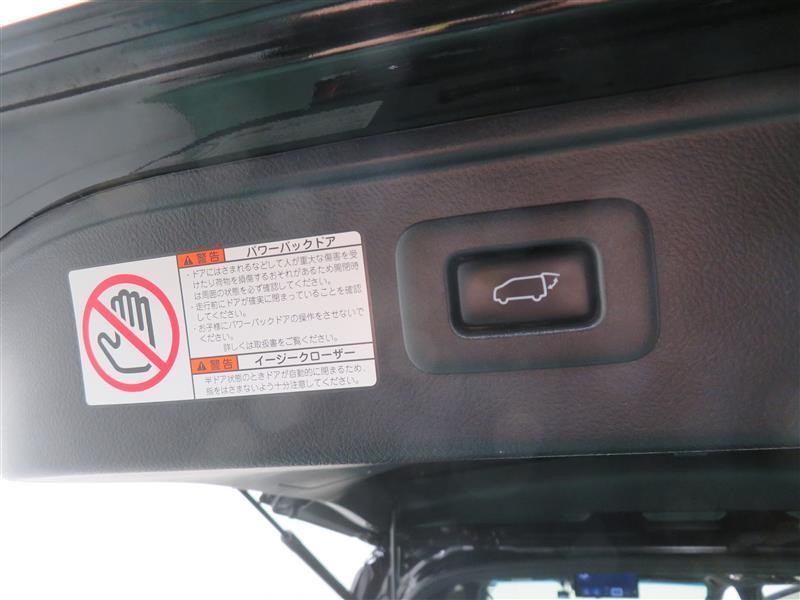 警告 パワーバックドア
・ドアにはさまれるなどして人が重大な傷害を受
けたり荷物を損傷するおそれがあるため開閉時
は周囲の状態を必ず確認してください。
・走行前にドアが確実に閉まっていることを確認
してください。
・お子様にパワーバックドアの操作をさせないで
ください。
詳しくは取扱書をご覧ください。
警告 イージークローザー
半ドア状態のときドアが自動的に閉まるため、
指をはさまないよう十分注意してください。